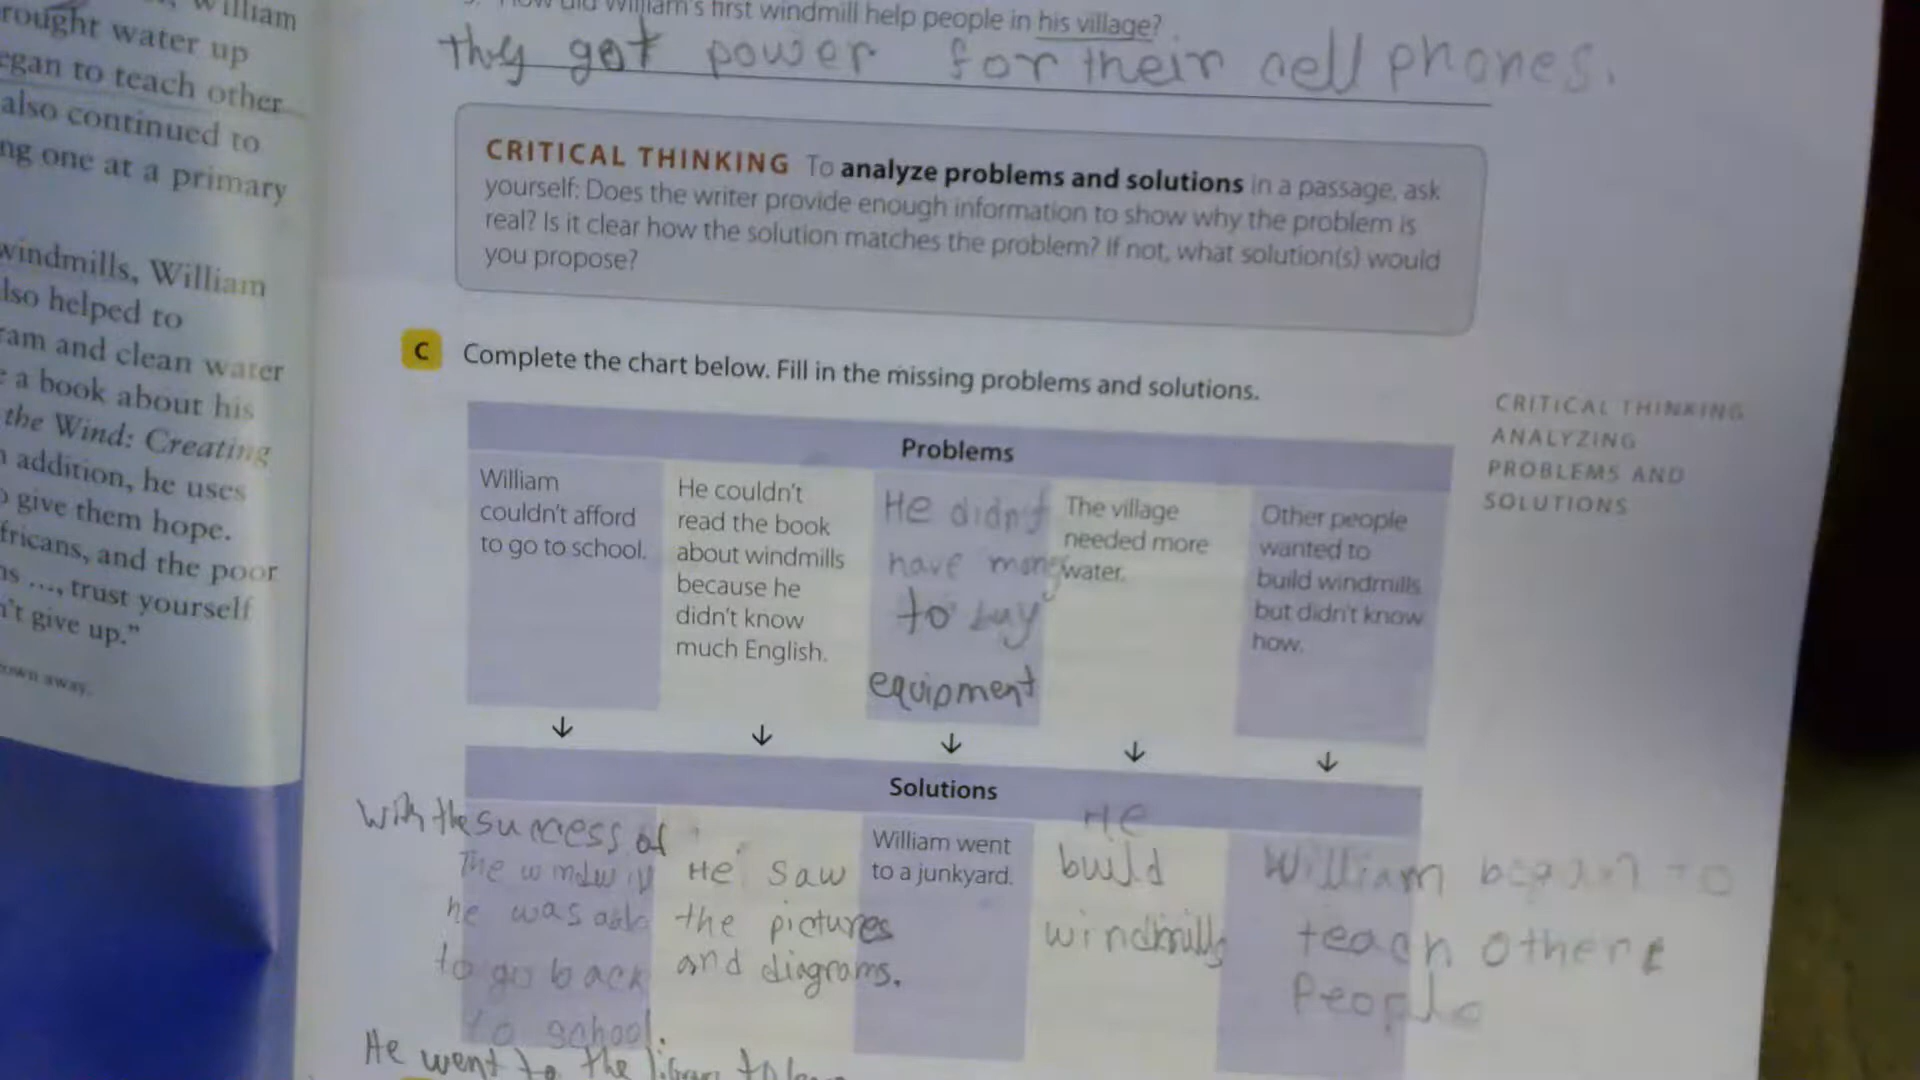 William
rought water up
egan to teach other
also continued to
ng one at a primary
windmills, William
lso helped to
ram and clean water
e a book about his
the Wind: Creating
n addition, he uses
o give them hope.
fricans, and the poor
ns ..., trust yourself
n't give up."
own away.
How did William's first windmill help people in his village?
they got power for their cell phones.
CRITICAL THINKING To analyze problems and solutions in a passage, ask
yourself: Does the writer provide enough information to show why the problem is
real? Is it clear how the solution matches the problem? If not, what solution(s) would
you propose?
C Complete the chart below. Fill in the missing problems and solutions.
CRITICAL THINKING
ANALYZING
PROBLEMS AND
SOLUTIONS
Problems
William
couldn't afford
to go to school.
He couldn't
read the book
about windmills
because he
didn't know
much English.
He didn't
have money
to buy
equipment
The village
needed more
water.
Other people
wanted to
build windmills
but didn't know
how.
↓ ↓ ↓ ↓ ↓
Solutions
With the success of
The
he was
to go back
to school.
He went to the
He saw
the pictures
and diagrams.
William went
to a junkyard.
He
build
windmills
William to
teach other
People